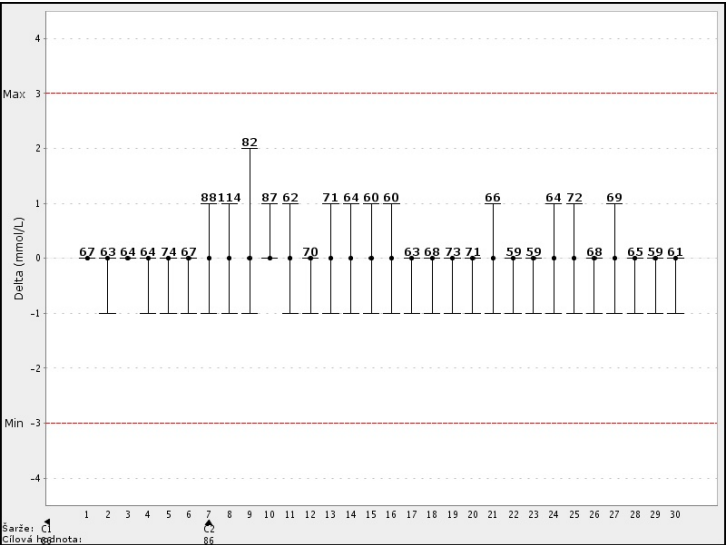 4
Max 3
82
2
88 114 87 62 71 64 60 60 66 64 72 69
1
67 63 64 64 74 67 70 63 68 73 71 59 59 68 65 59 61
0
Delta (mmol/L)
-1
-2
Min -3
-4
1 2 3 4 5 6 7 8 9 10 11 12 13 14 15 16 17 18 19 20 21 22 23 24 25 26 27 28 29 30
Šarže: C1 C2
Cílová hodnota: 86 86